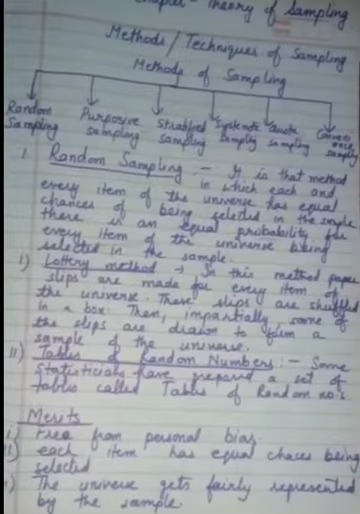 Chapter - Theory of Sampling
Methods / Techniques of Sampling
Methods of Sampling
Random Sampling
Purposive sampling
Stratified sampling
Systematic sampling
Quota sampling
Convenience sampling
1. Random Sampling :- It is that method
in which each and
every item of the universe has equal
chances of being selected in the sample
there is an equal probability for
every item of the universe being
selected in the sample.
i) Lottery method → In this method paper
slips are made for every item of
the universe. These slips are shuffled
in a box. Then, impartially some of
the slips are drawn to form a
sample of the universe.
ii) Tables of Random Numbers :- Some
Statisticians have prepared a set of
tables called Tables of Random no.s
Merits
i) Free from personal bias.
ii) each item has equal chaces being
selected
The universe gets fairly represented
by the sample.